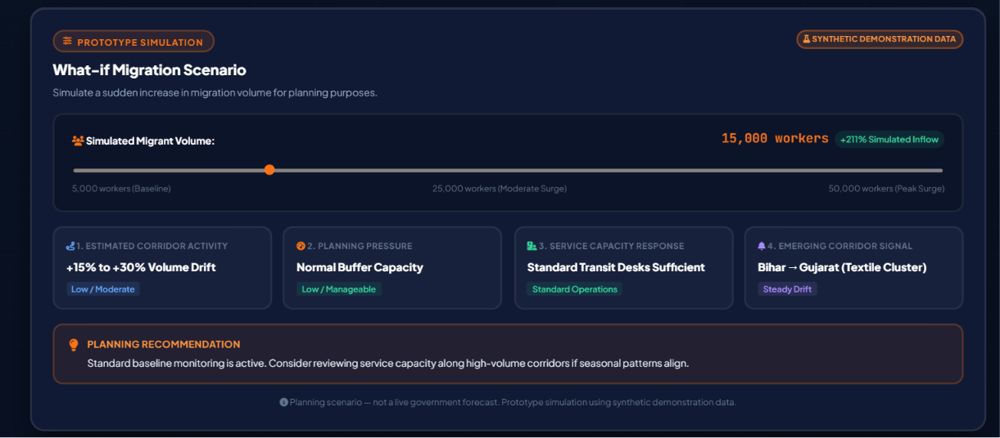 PROTOTYPE SIMULATION
SYNTHETIC DEMONSTRATION DATA
What-if Migration Scenario
Simulate a sudden increase in migration volume for planning purposes.
Simulated Migrant Volume:
15,000 workers
+211% Simulated Inflow
5,000 workers (Baseline)
25,000 workers (Moderate Surge)
50,000 workers (Peak Surge)
1. ESTIMATED CORRIDOR ACTIVITY
+15% to +30% Volume Drift
Low / Moderate
2. PLANNING PRESSURE
Normal Buffer Capacity
Low / Manageable
3. SERVICE CAPACITY RESPONSE
Standard Transit Desks Sufficient
Standard Operations
4. EMERGING CORRIDOR SIGNAL
Bihar → Gujarat (Textile Cluster)
Steady Drift
PLANNING RECOMMENDATION
Standard baseline monitoring is active. Consider reviewing service capacity along high-volume corridors if seasonal patterns align.
Planning scenario — not a live government forecast. Prototype simulation using synthetic demonstration data.